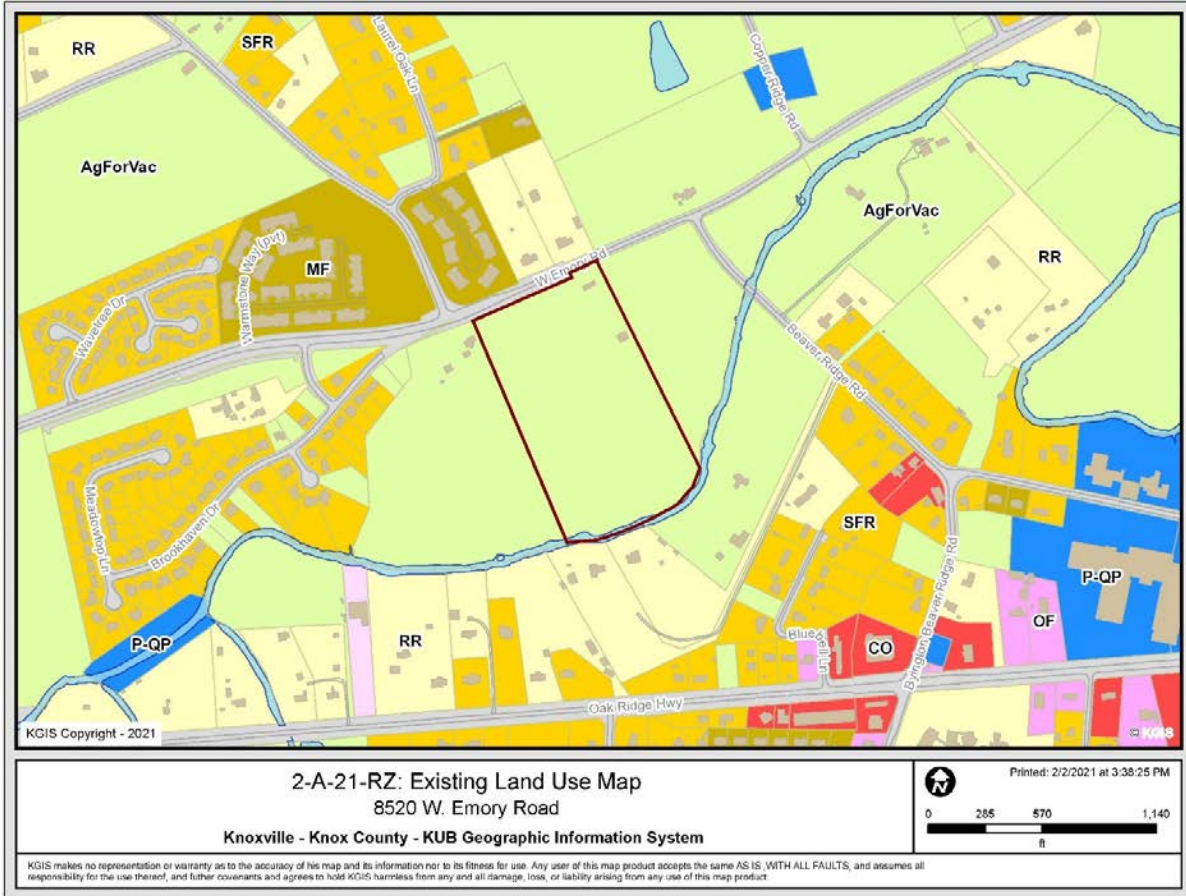 RR
SFR
Laurel Oak Ln
Copper Ridge Rd
AgForVac
AgForVac
RR
MF
Warmstone Way (pvt)
Wavetree Dr
W Emory Rd
Beaver Ridge Rd
Meadowtop Ln
Brookhaven Dr
SFR
P-QP
Byington Beaver Ridge Rd
OF
P-QP
RR
Bluebell Ln
CO
Oak Ridge Hwy
KGIS Copyright - 2021
© KGIS
2-A-21-RZ: Existing Land Use Map
8520 W. Emory Road
Knoxville - Knox County - KUB Geographic Information System
N
Printed: 2/2/2021 at 3:38:25 PM
0 285 570 1,140
ft
KGIS makes no representation or warranty as to the accuracy of his map and its information nor to its fitness for use. Any user of this map product accepts the same AS IS ,WITH ALL FAULTS, and assumes all
responsibility for the use thereof, and futher covenants and agrees to hold KGIS harmless from any and all damage, loss, or liability arising from any use of this map product.